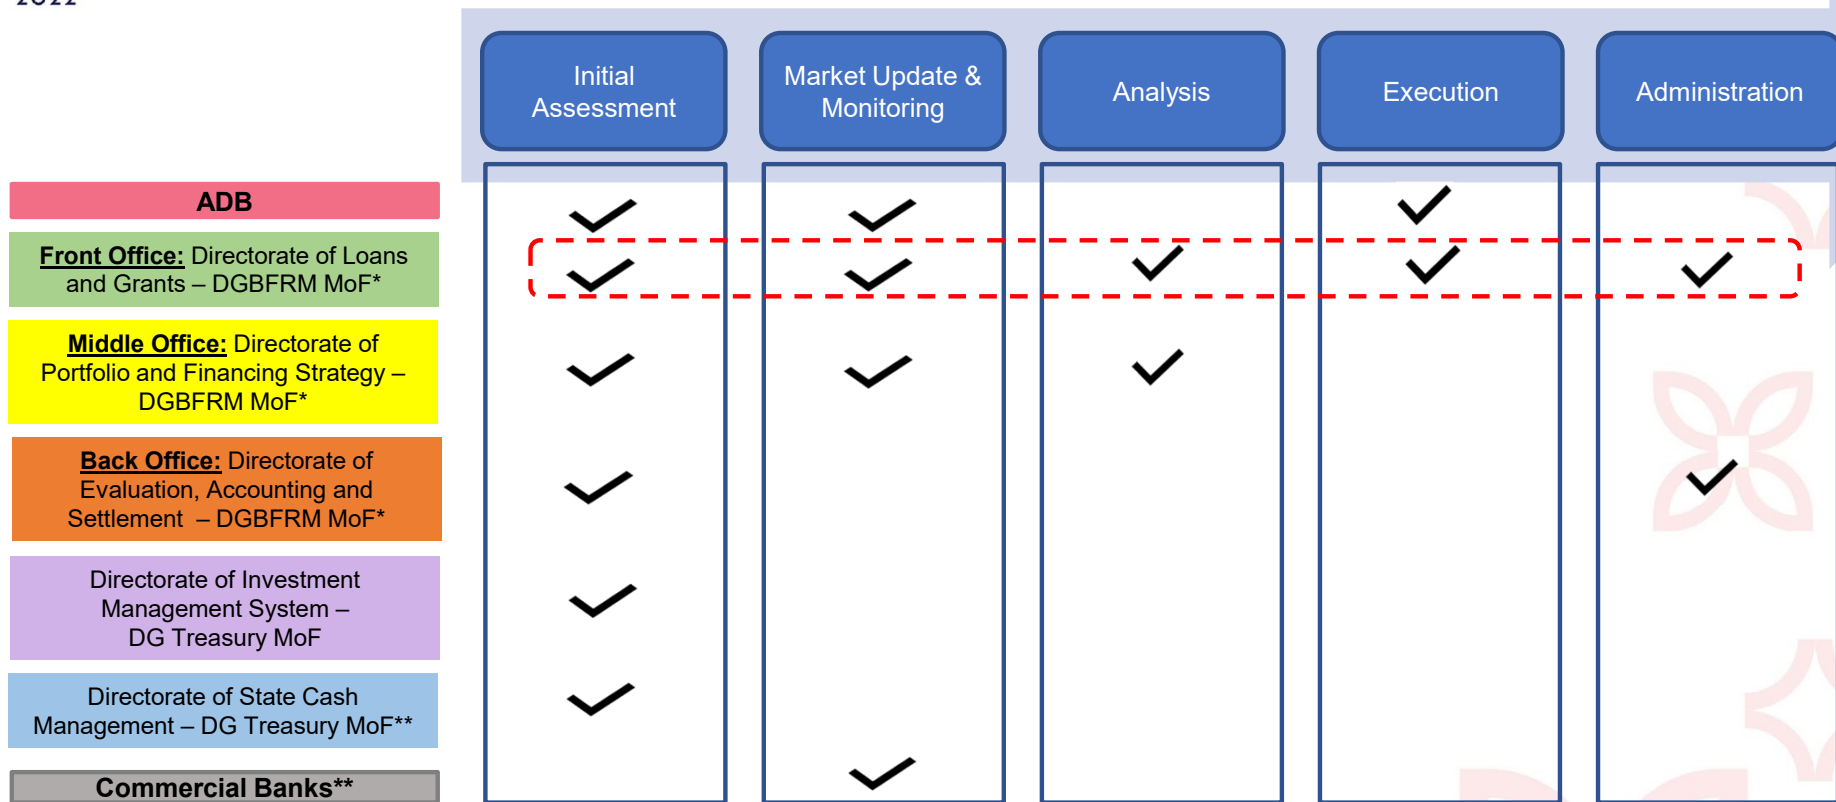 2022
Initial
Assessment
Market Update &
Monitoring
Analysis
Execution
Administration
ADB
Front Office: Directorate of Loans
and Grants – DGBFRM MoF*
Middle Office: Directorate of
Portfolio and Financing Strategy –
DGBFRM MoF*
Back Office: Directorate of
Evaluation, Accounting and
Settlement – DGBFRM MoF*
Directorate of Investment
Management System –
DG Treasury MoF
Directorate of State Cash
Management – DG Treasury MoF**
Commercial Banks**